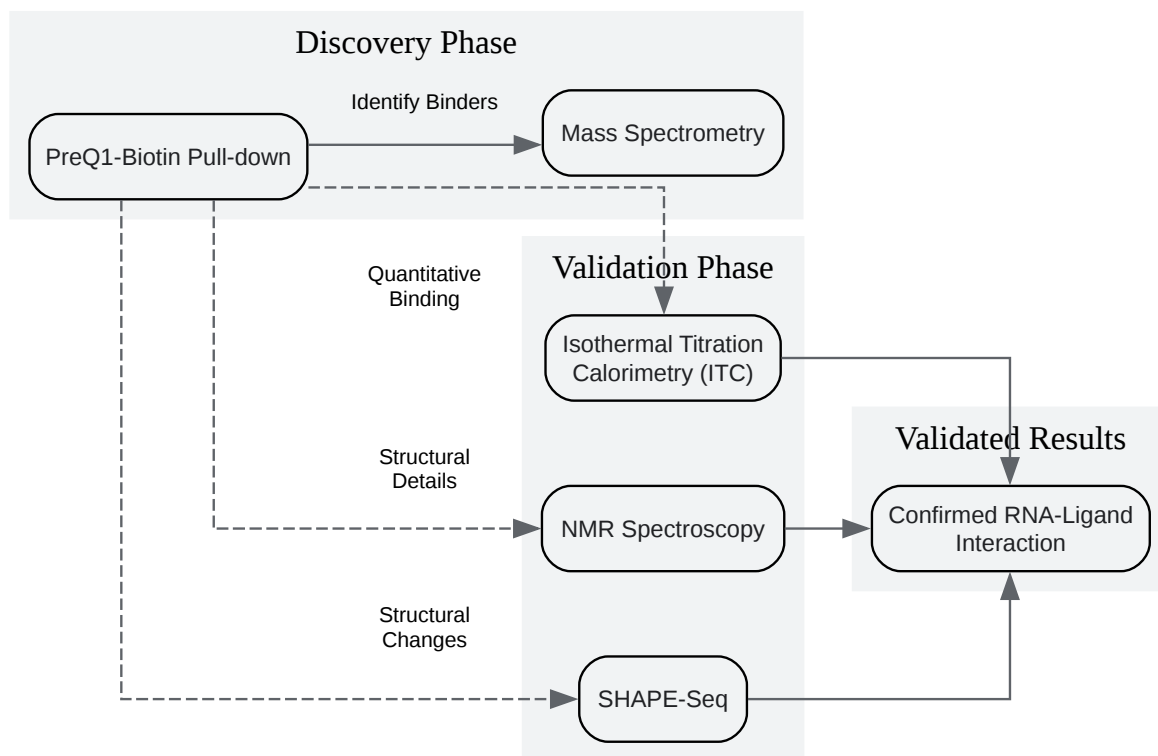 Discovery Phase
Identify Binders
PreQ1-Biotin Pull-down
Mass Spectrometry
Quantitative
Binding
Validation Phase
Isothermal Titration
Calorimetry (ITC)
Structural
Details
NMR Spectroscopy
Validated Results
Confirmed RNA-Ligand
Interaction
Structural
Changes
SHAPE-Seq